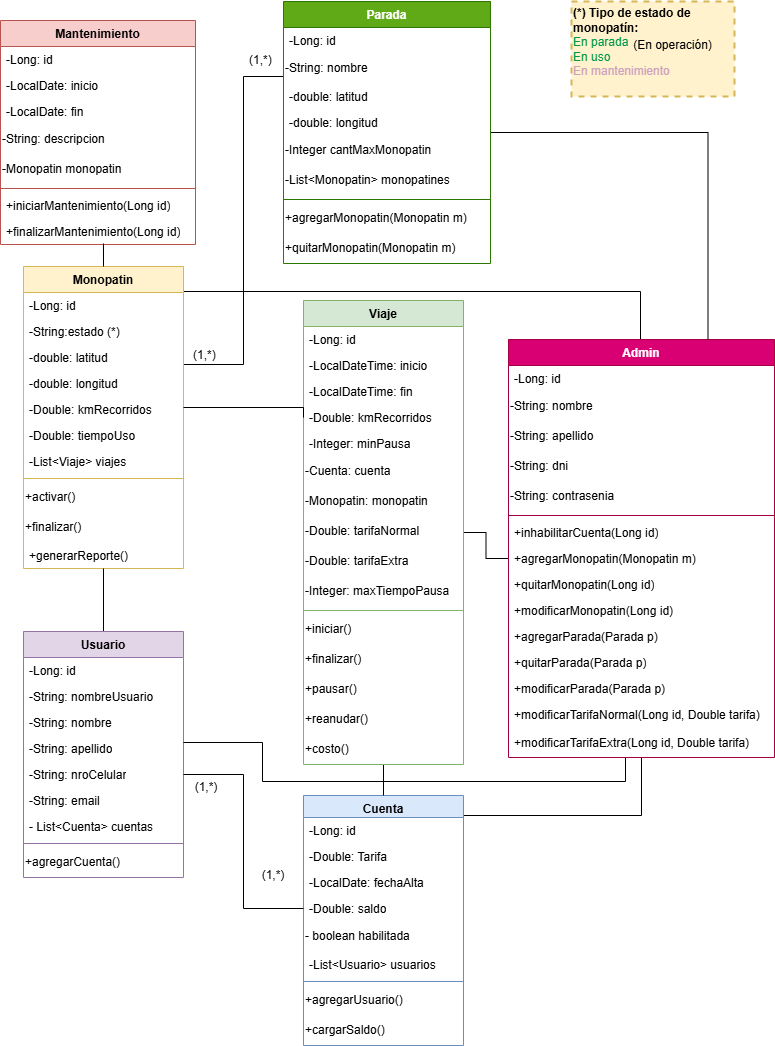 Mantenimiento
-Long: id
-LocalDate: inicio
-LocalDate: fin
-String: descripcion
-Monopatin monopatin
+iniciarMantenimiento(Long id)
+finalizarMantenimiento(Long id)
Parada
-Long: id
-String: nombre
-double: latitud
-double: longitud
-Integer cantMaxMonopatin
-List<Monopatin> monopatines
+agregarMonopatin(Monopatin m)
+quitarMonopatin(Monopatin m)
(1,*)
(1,*)
(*) Tipo de estado de
monopatín:
En parada (En operación)
En uso
En mantenimiento
Monopatin
-Long: id
-String:estado (*)
-double: latitud
-double: longitud
-Double: kmRecorridos
-Double: tiempoUso
-List<Viaje> viajes
+activar()
+finalizar()
+generarReporte()
Viaje
-Long: id
-LocalDateTime: inicio
-LocalDateTime: fin
-Double: kmRecorridos
-Integer: minPausa
-Cuenta: cuenta
-Monopatin: monopatin
-Double: tarifaNormal
-Double: tarifaExtra
-Integer: maxTiempoPausa
+iniciar()
+finalizar()
+pausar()
+reanudar()
+costo()
Admin
-Long: id
-String: nombre
-String: apellido
-String: dni
-String: contrasenia
+inhabilitarCuenta(Long id)
+agregarMonopatin(Monopatin m)
+quitarMonopatin(Long id)
+modificarMonopatin(Long id)
+agregarParada(Parada p)
+quitarParada(Parada p)
+modificarParada(Parada p)
+modificarTarifaNormal(Long id, Double tarifa)
+modificarTarifaExtra(Long id, Double tarifa)
Usuario
-Long: id
-String: nombreUsuario
-String: nombre
-String: apellido
-String: nroCelular
-String: email
- List<Cuenta> cuentas
+agregarCuenta()
(1,*)
(1,*)
Cuenta
-Long: id
-Double: Tarifa
-LocalDate: fechaAlta
-Double: saldo
- boolean habilitada
-List<Usuario> usuarios
+agregarUsuario()
+cargarSaldo()